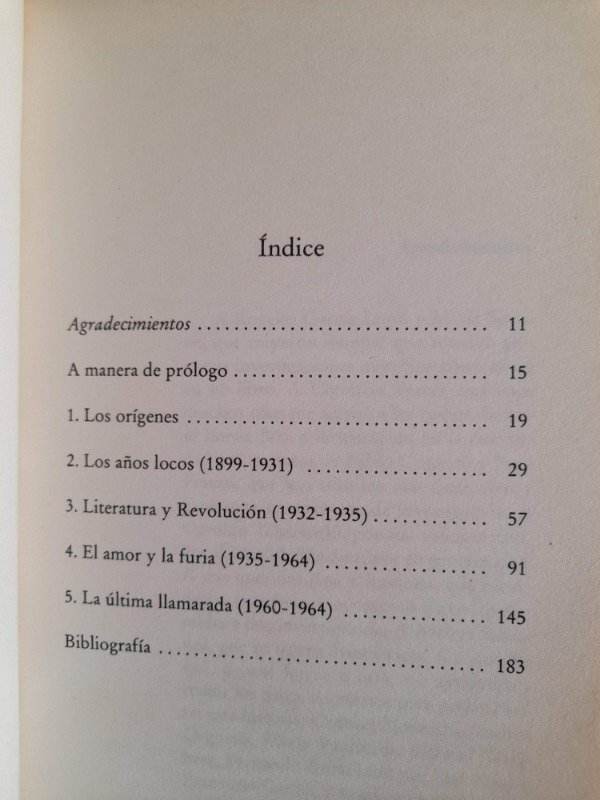 Índice
Agradecimientos ........................................ 11
A manera de prólogo .................................... 15
1. Los orígenes ........................................ 19
2. Los años locos (1899-1931) .......................... 29
3. Literatura y Revolución (1932-1935) ................. 57
4. El amor y la furia (1935-1964) ...................... 91
5. La última llamarada (1960-1964) ..................... 145
Bibliografía ........................................... 183